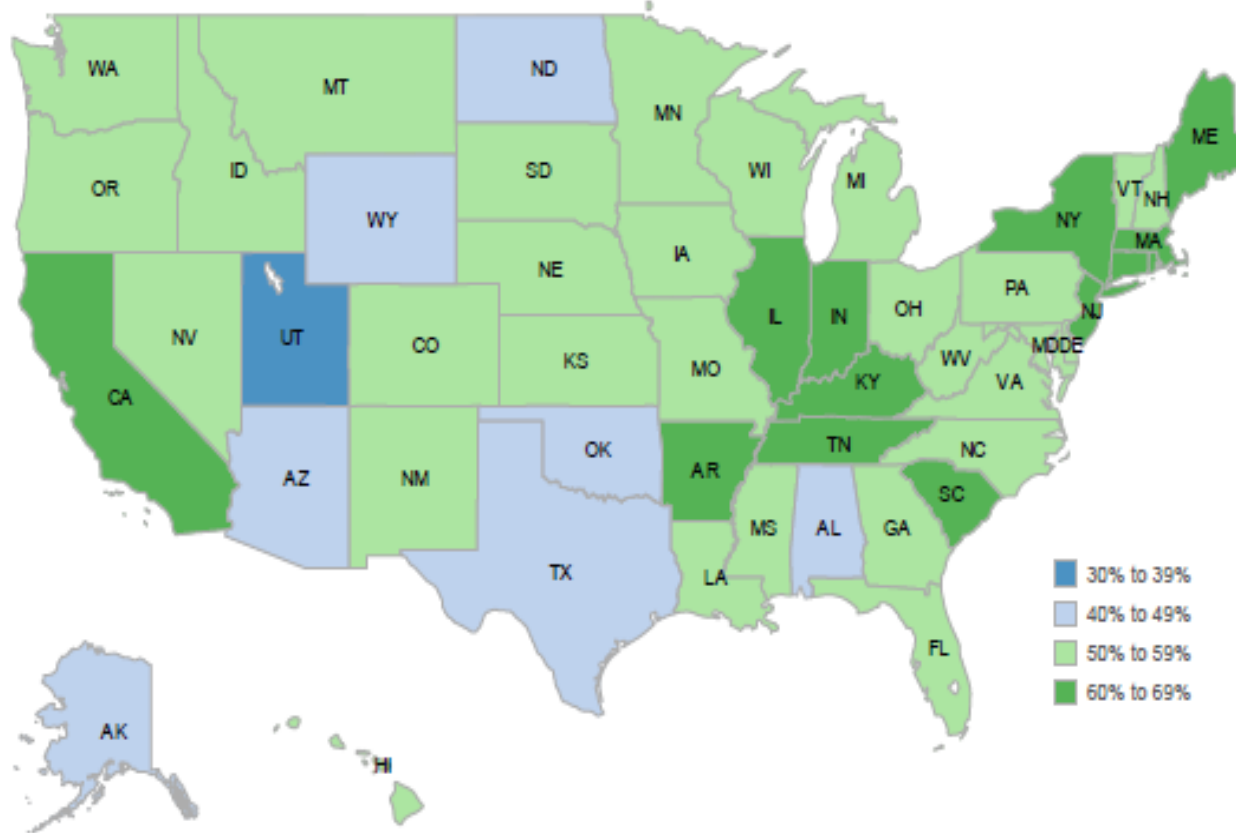 WA
MT
ND
MN
ME
OR
ID
SD
WI
MI
VT
NH
WY
NY
MA
NE
IA
PA
NJ
NV
UT
CO
KS
MO
IL
IN
OH
WV
MD
DE
VA
CA
KY
AZ
NM
OK
AR
TN
NC
SC
TX
LA
MS
AL
GA
FL
AK
HI
30% to 39%
40% to 49%
50% to 59%
60% to 69%